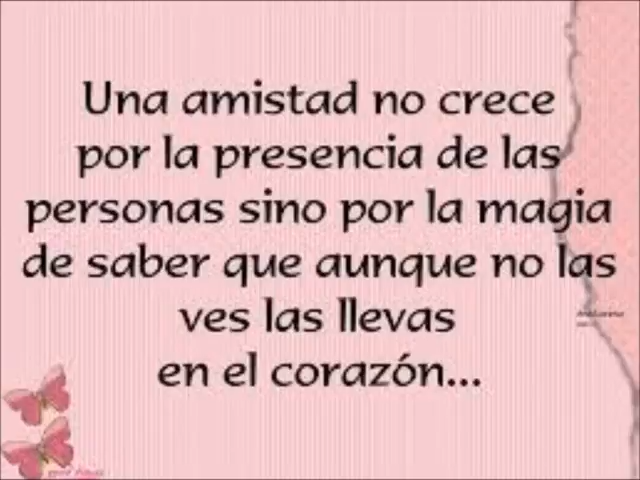 Una amistad no crece
por la presencia de las
personas sino por la magia
de saber que aunque no las
ves las llevas
en el corazón...